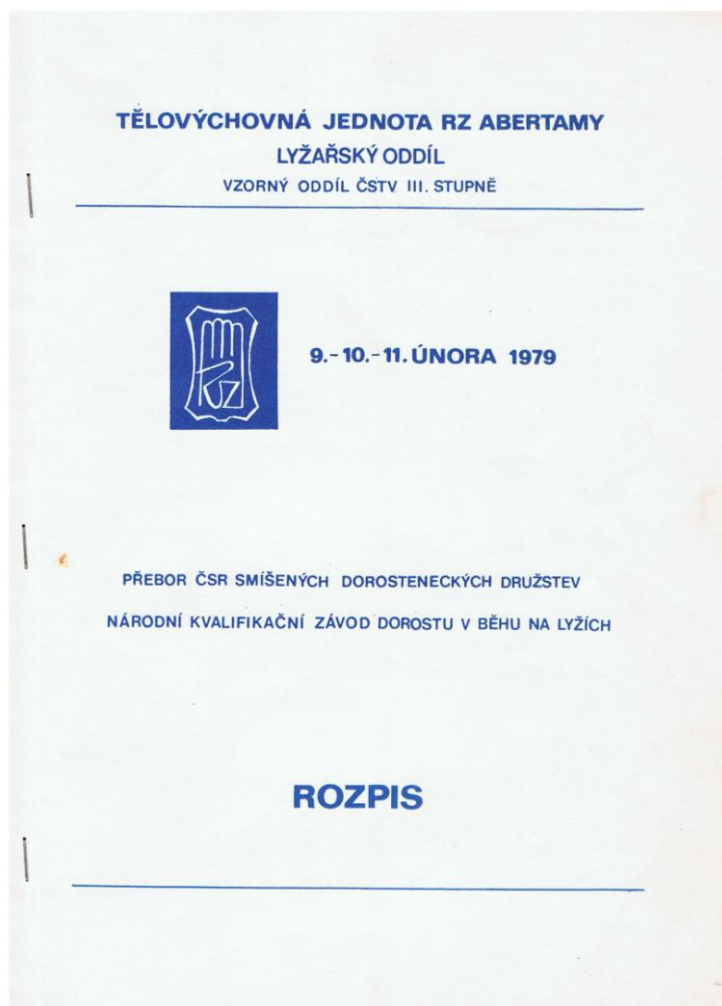 TĚLOVÝCHOVNÁ JEDNOTA RZ ABERTAMY
LYŽAŘSKÝ ODDÍL
VZORNÝ ODDÍL ČSTV III. STUPNĚ
RZ
9.-10.-11. ÚNORA 1979
PŘEBOR ČSR SMÍŠENÝCH DOROSTENECKÝCH DRUŽSTEV
NÁRODNÍ KVALIFIKAČNÍ ZÁVOD DOROSTU V BĚHU NA LYŽÍCH
ROZPIS